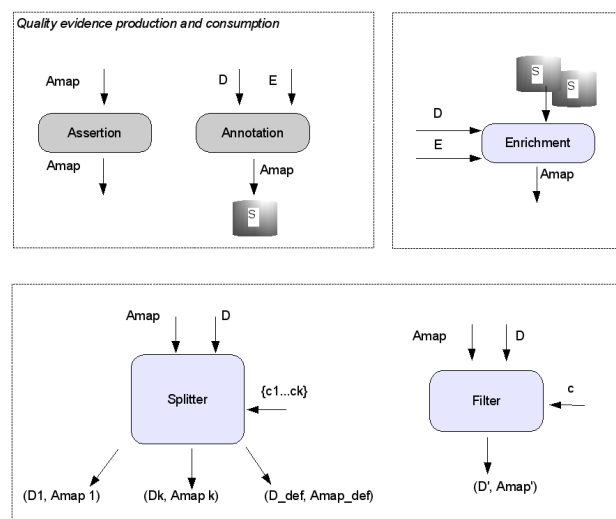 Quality evidence production and consumption
Amap
Assertion
Amap
D
E
Annotation
Amap
S
S
S
D
E
Enrichment
Amap
Amap
D
Splitter
{c1...ck}
(D1, Amap 1)
(Dk, Amap k)
(D_def, Amap_def)
Amap
D
Filter
c
(D', Amap')